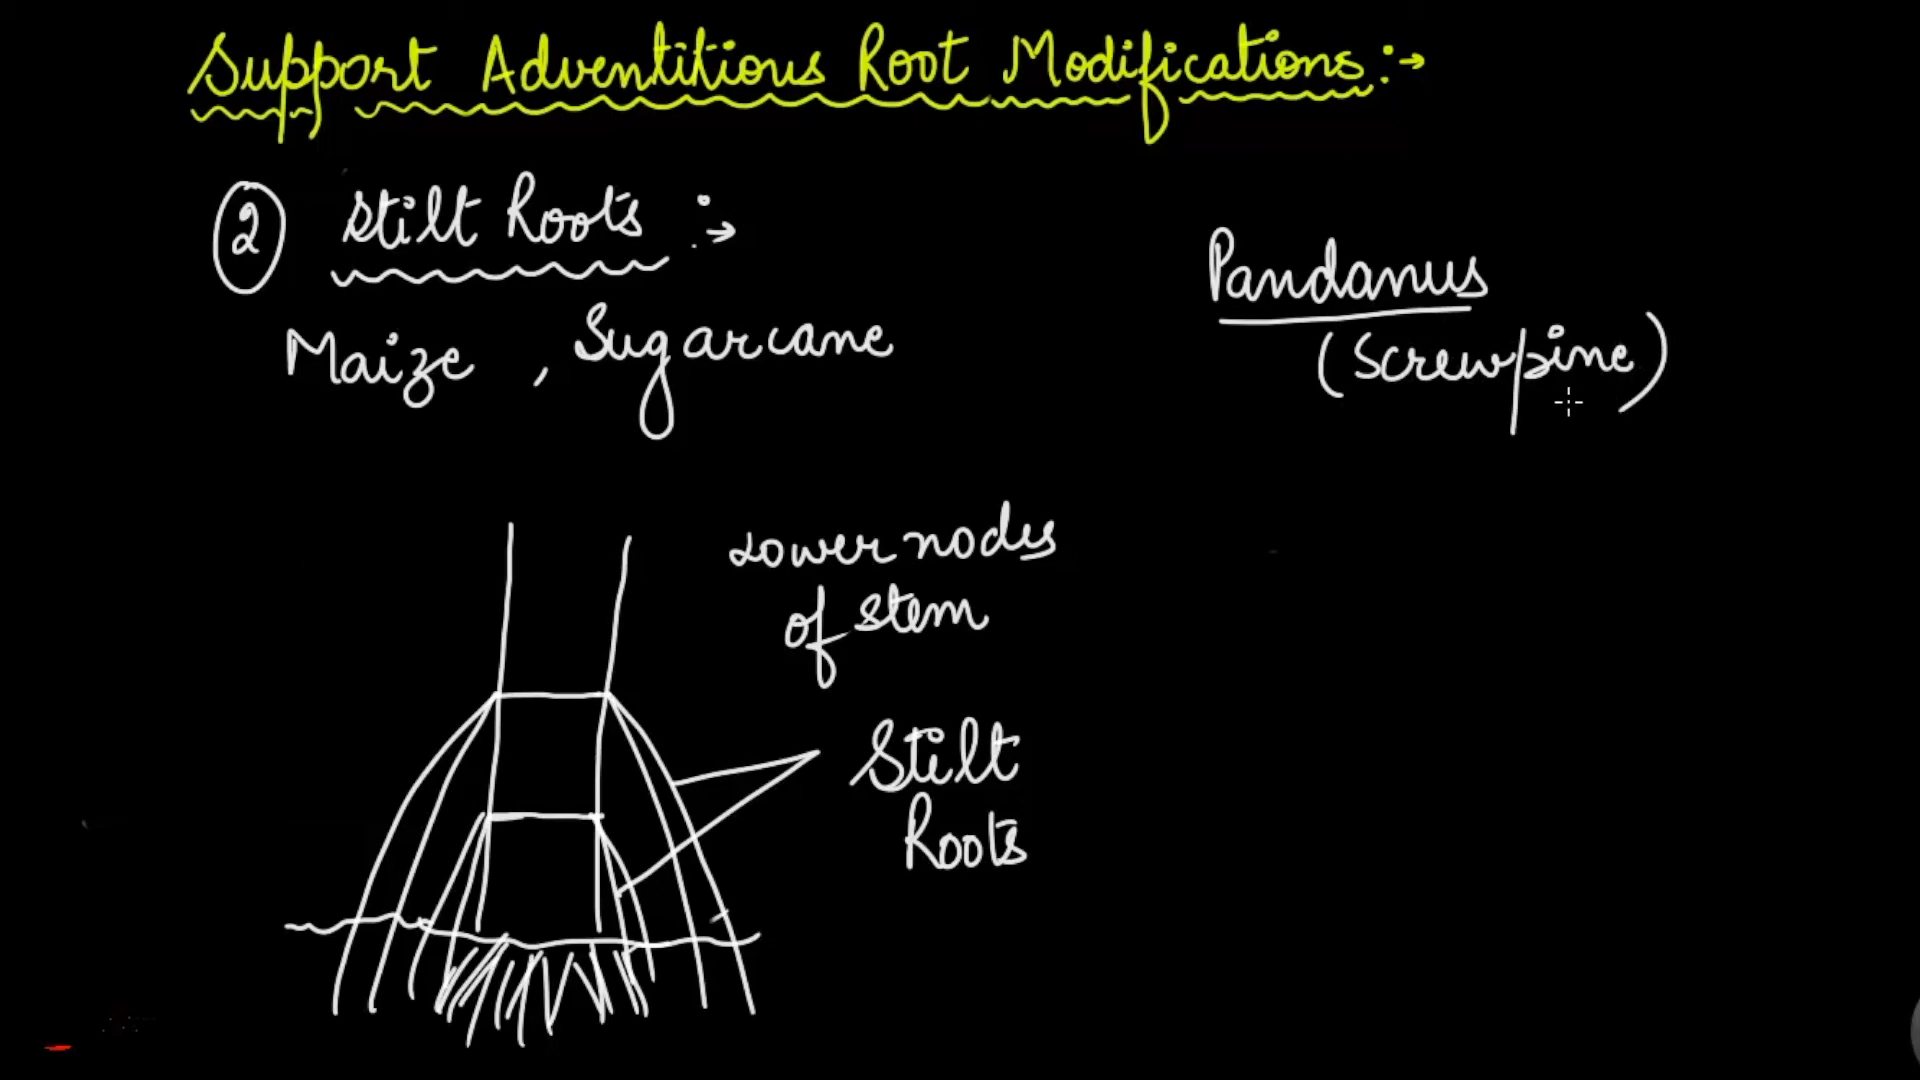 Support Adventitious Root Modifications :→
② Stilt Roots :→
Maize , Sugarcane
Pandanus
(Screwpine)
Lower nodes
of stem
Stilt
Roots